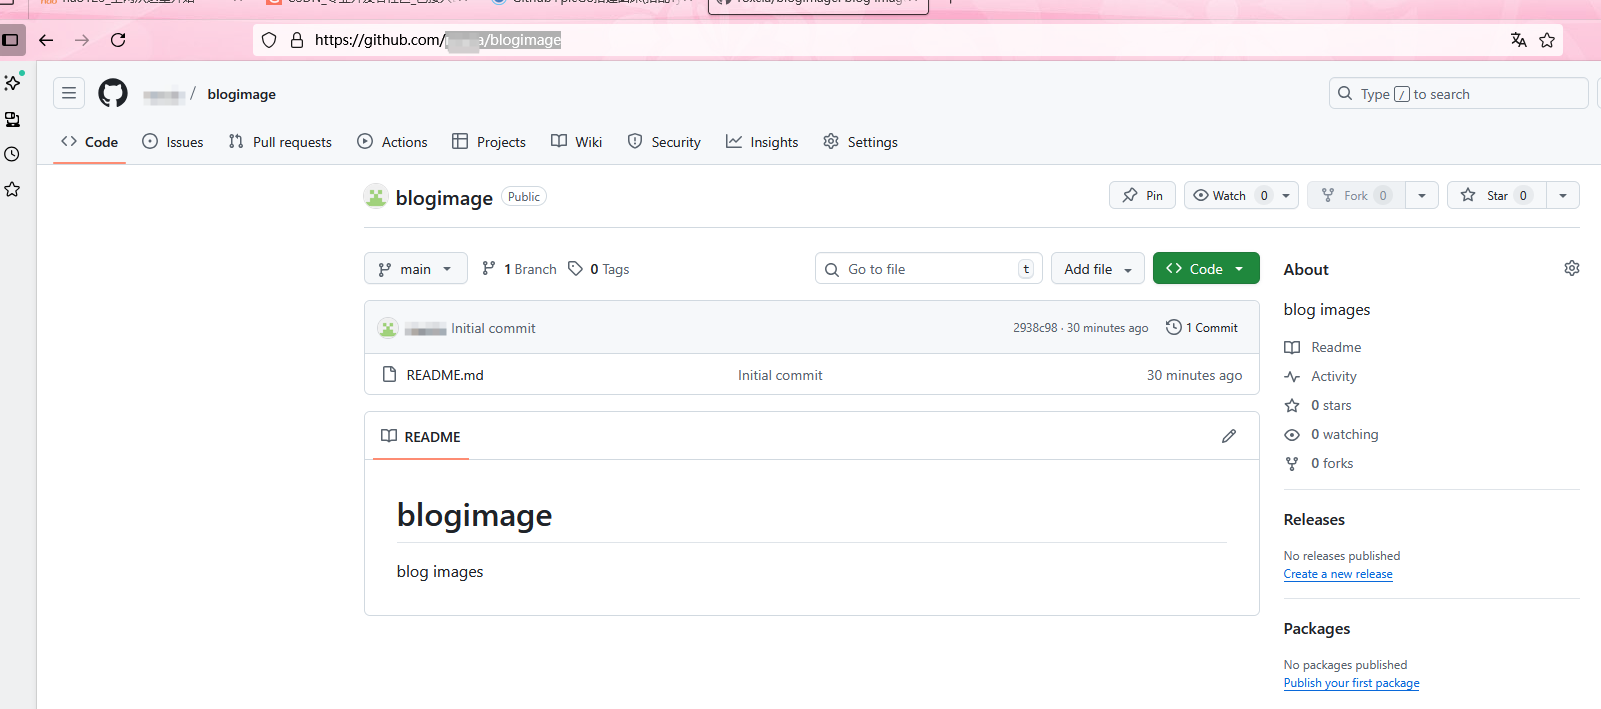 https://github.com/ a/blogimage
/ blogimage
Type / to search
Code Issues Pull requests Actions Projects Wiki Security Insights Settings
blogimage Public
Pin Watch 0 Fork 0 Star 0
main 1 Branch 0 Tags Go to file t Add file Code
About
blog images
Initial commit 2938c98 · 30 minutes ago 1 Commit
README.md Initial commit 30 minutes ago
Readme
Activity
0 stars
0 watching
0 forks
README
blogimage
blog images
Releases
No releases published
Create a new release
Packages
No packages published
Publish your first package